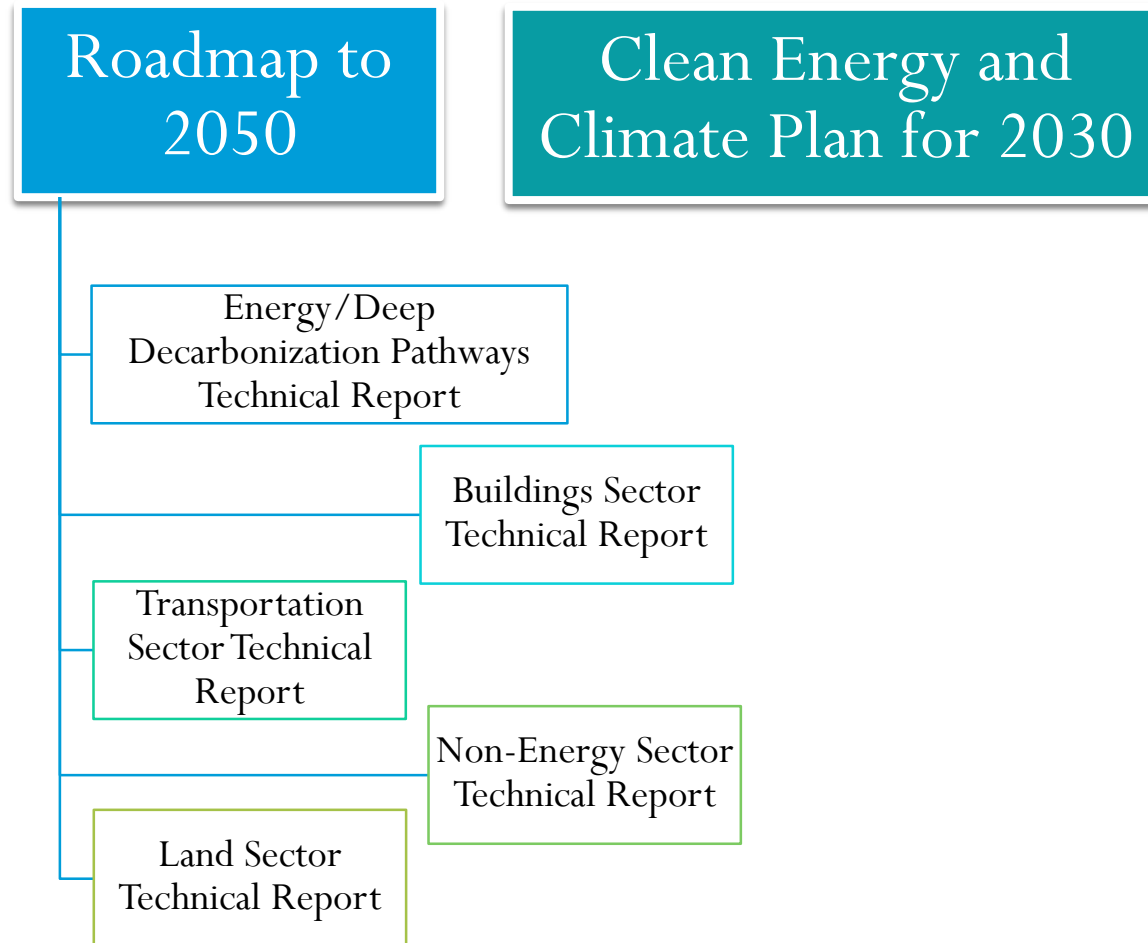 Roadmap to
2050
Clean Energy and
Climate Plan for 2030
Energy/Deep
Decarbonization Pathways
Technical Report
Buildings Sector
Technical Report
Transportation
Sector Technical
Report
Non-Energy Sector
Technical Report
Land Sector
Technical Report